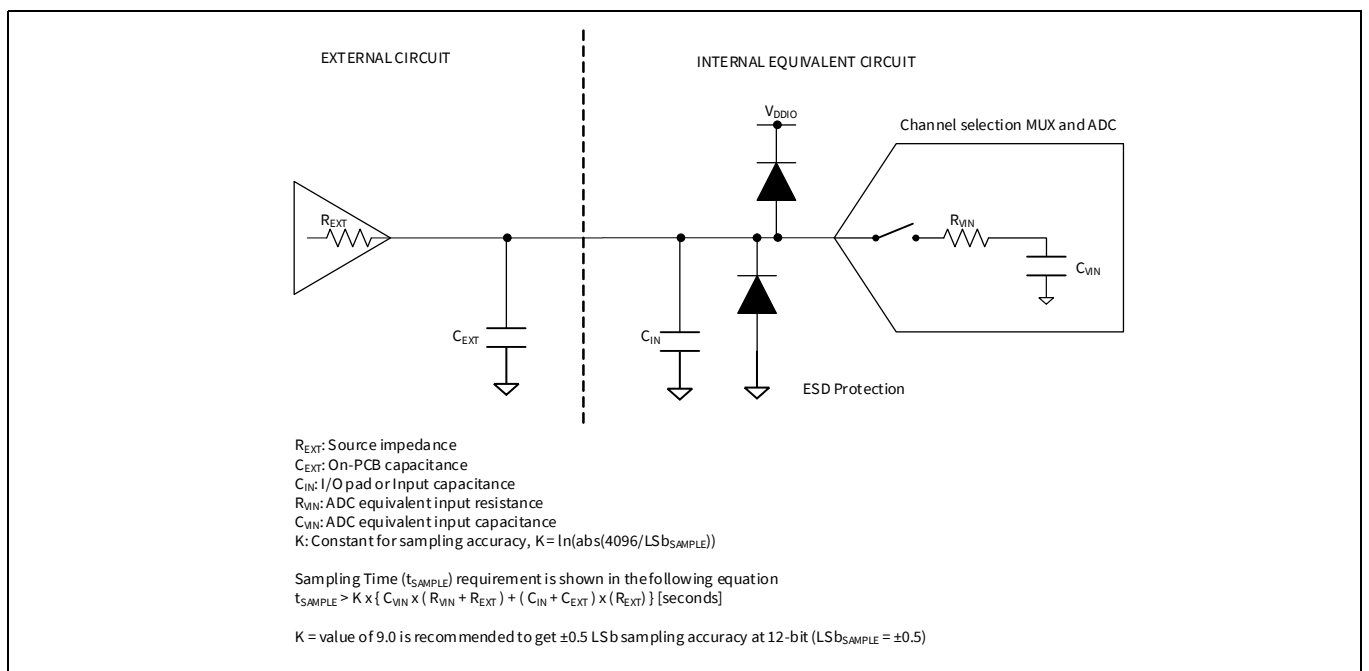 EXTERNAL CIRCUIT
INTERNAL EQUIVALENT CIRCUIT
VDDIO
Channel selection MUX and ADC
REXT
RVIN
CVIN
CEXT
CIN
ESD Protection
REXT: Source impedance
CEXT: On-PCB capacitance
CIN: I/O pad or Input capacitance
RVIN: ADC equivalent input resistance
CVIN: ADC equivalent input capacitance
K: Constant for sampling accuracy, K = ln(abs(4096/LSbSAMPLE))
Sampling Time (tSAMPLE) requirement is shown in the following equation
tSAMPLE > K x { CVIN x ( RVIN + REXT ) + ( CIN + CEXT ) x ( REXT ) } [seconds]
K = value of 9.0 is recommended to get ±0.5 LSb sampling accuracy at 12-bit (LSbSAMPLE = ±0.5)